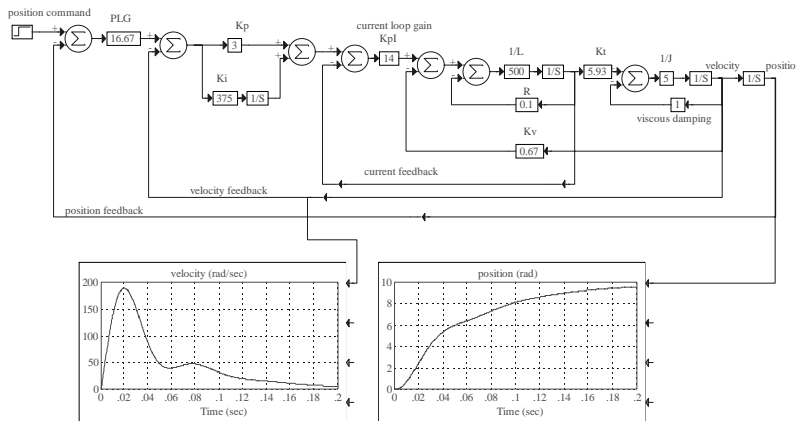 position command
PLG
16.67
Kp
3
Ki
375
1/S
current loop gain
KpI
14
1/L
500
1/S
R
0.1
Kv
0.67
Kt
5.93
1/J
5
1/S
velocity
1/S
position
1
viscous damping
current feedback
velocity feedback
position feedback
velocity (rad/sec)
200
150
100
50
0
0 .02 .04 .06 .08 .1 .12 .14 .16 .18 .2
Time (sec)
position (rad)
10
8
6
4
2
0
0 .02 .04 .06 .08 .1 .12 .14 .16 .18 .2
Time (sec)